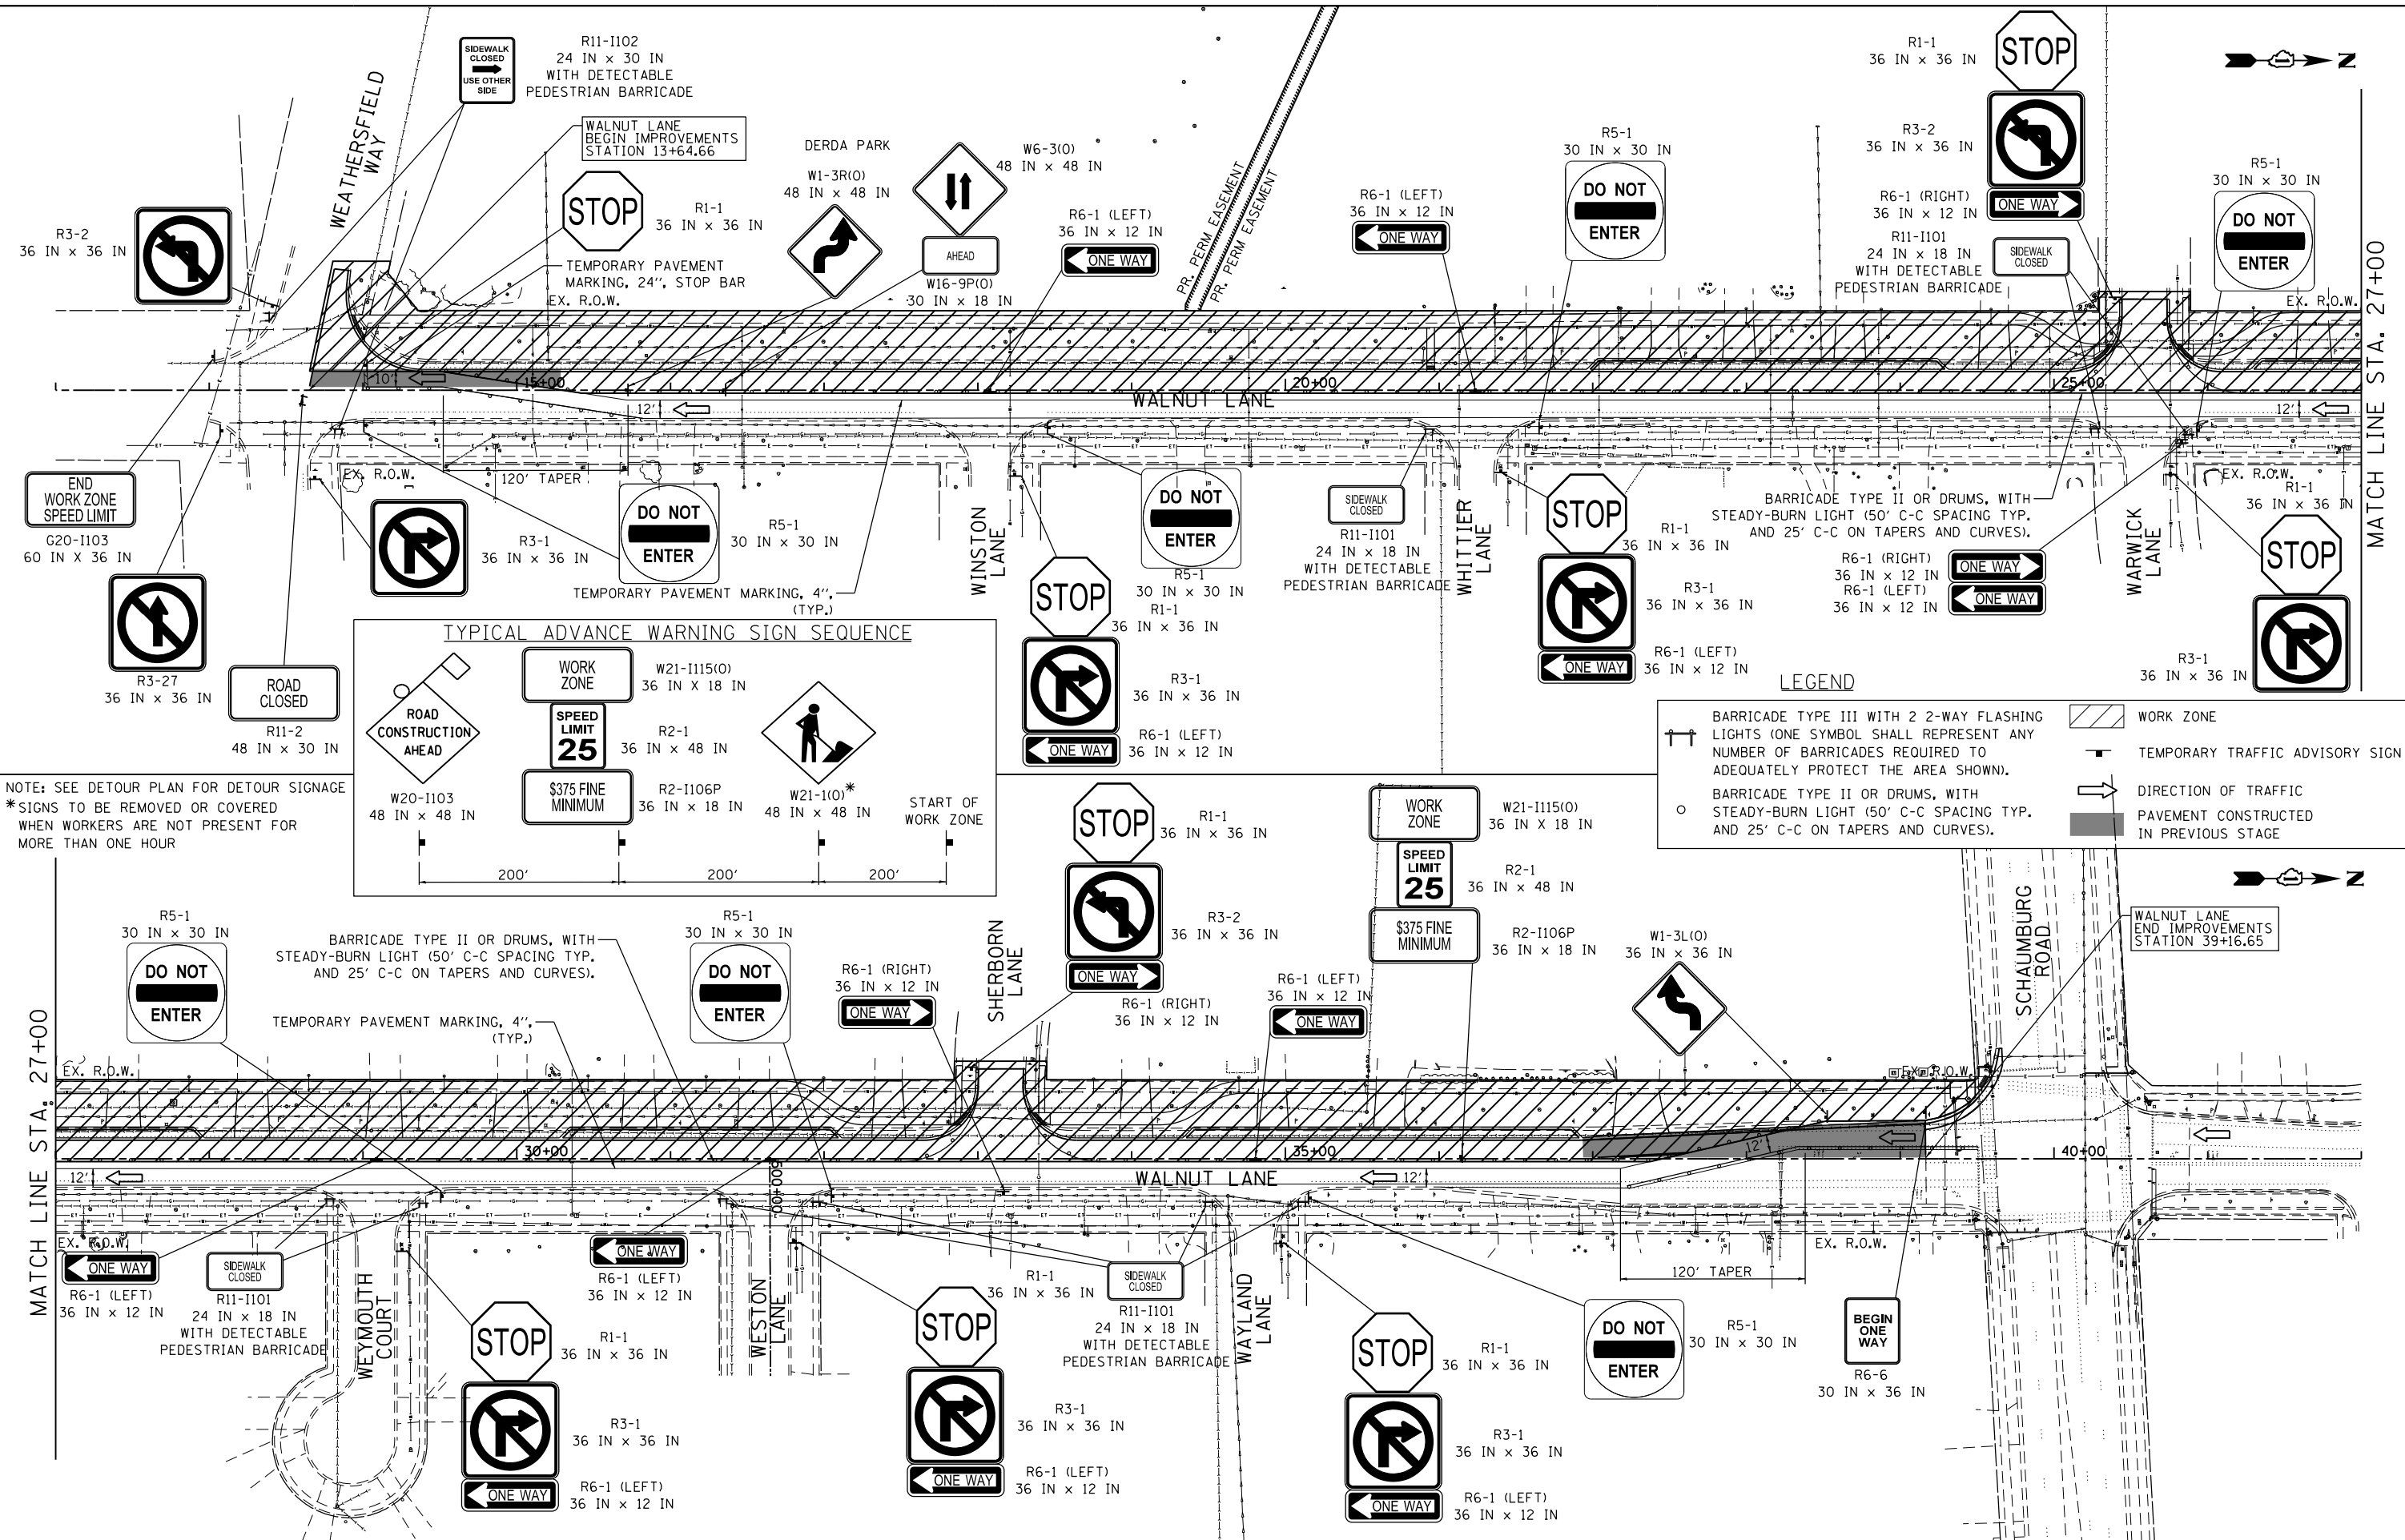 SIDEWALK
CLOSED
USE OTHER
SIDE
R11-I102
24 IN x 30 IN
WITH DETECTABLE
PEDESTRIAN BARRICADE
WEATHERSFIELD
WAY
WALNUT LANE
BEGIN IMPROVEMENTS
STATION 13+64.66
R3-2
36 IN x 36 IN
STOP
R1-1
36 IN x 36 IN
TEMPORARY PAVEMENT
MARKING, 24", STOP BAR
EX. R.O.W.
DERDA PARK
W1-3R(O)
48 IN x 48 IN
W6-3(O)
48 IN x 48 IN
AHEAD
W16-9P(O)
30 IN x 18 IN
R6-1 (LEFT)
36 IN x 12 IN
ONE WAY
PR. PERM EASEMENT
PR. PERM EASEMENT
R6-1 (LEFT)
36 IN x 12 IN
ONE WAY
R5-1
30 IN x 30 IN
DO NOT
ENTER
R1-1
36 IN x 36 IN
STOP
R3-2
36 IN x 36 IN
R6-1 (RIGHT)
36 IN x 12 IN
ONE WAY
R11-I101
24 IN x 18 IN
WITH DETECTABLE
PEDESTRIAN BARRICADE
SIDEWALK
CLOSED
R5-1
30 IN x 30 IN
DO NOT
ENTER
N
EX. R.O.W.
MATCH LINE STA. 27+00
10'
15+00
20+00
25+00
12'
WALNUT LANE
12'
END
WORK ZONE
SPEED LIMIT
G20-I103
60 IN X 36 IN
R3-27
36 IN x 36 IN
ROAD
CLOSED
R11-2
48 IN x 30 IN
EX. R.O.W.
120' TAPER
R3-1
36 IN x 36 IN
DO NOT
ENTER
R5-1
30 IN x 30 IN
TEMPORARY PAVEMENT MARKING, 4",
(TYP.)
WINSTON
LANE
DO NOT
ENTER
R5-1
30 IN x 30 IN
STOP
R1-1
36 IN x 36 IN
R3-1
36 IN x 36 IN
R6-1 (LEFT)
36 IN x 12 IN
ONE WAY
SIDEWALK
CLOSED
R11-I101
24 IN x 18 IN
WITH DETECTABLE
PEDESTRIAN BARRICADE
WHITTIER
LANE
STOP
R1-1
36 IN x 36 IN
R3-1
36 IN x 36 IN
R6-1 (LEFT)
36 IN x 12 IN
ONE WAY
BARRICADE TYPE II OR DRUMS, WITH
STEADY-BURN LIGHT (50' C-C SPACING TYP.
AND 25' C-C ON TAPERS AND CURVES).
R6-1 (RIGHT)
36 IN x 12 IN
ONE WAY
R6-1 (LEFT)
36 IN x 12 IN
ONE WAY
WARWICK
LANE
EX. R.O.W.
R1-1
36 IN x 36 IN
STOP
R3-1
36 IN x 36 IN
TYPICAL ADVANCE WARNING SIGN SEQUENCE
ROAD
CONSTRUCTION
AHEAD
W20-I103
48 IN x 48 IN
WORK
ZONE
W21-I115(O)
36 IN X 18 IN
SPEED
LIMIT
25
R2-1
36 IN x 48 IN
$375 FINE
MINIMUM
R2-I106P
36 IN x 18 IN
W21-1(O)*
48 IN x 48 IN
START OF
WORK ZONE
200'
200'
200'
NOTE: SEE DETOUR PLAN FOR DETOUR SIGNAGE
*SIGNS TO BE REMOVED OR COVERED
WHEN WORKERS ARE NOT PRESENT FOR
MORE THAN ONE HOUR
LEGEND
BARRICADE TYPE III WITH 2 2-WAY FLASHING
LIGHTS (ONE SYMBOL SHALL REPRESENT ANY
NUMBER OF BARRICADES REQUIRED TO
ADEQUATELY PROTECT THE AREA SHOWN).
BARRICADE TYPE II OR DRUMS, WITH
STEADY-BURN LIGHT (50' C-C SPACING TYP.
AND 25' C-C ON TAPERS AND CURVES).
WORK ZONE
TEMPORARY TRAFFIC ADVISORY SIGN
DIRECTION OF TRAFFIC
PAVEMENT CONSTRUCTED
IN PREVIOUS STAGE
N
R5-1
30 IN x 30 IN
DO NOT
ENTER
BARRICADE TYPE II OR DRUMS, WITH
STEADY-BURN LIGHT (50' C-C SPACING TYP.
AND 25' C-C ON TAPERS AND CURVES).
TEMPORARY PAVEMENT MARKING, 4",
(TYP.)
R5-1
30 IN x 30 IN
DO NOT
ENTER
R6-1 (RIGHT)
36 IN x 12 IN
ONE WAY
SHERBORN
LANE
STOP
R1-1
36 IN x 36 IN
R3-2
36 IN x 36 IN
ONE WAY
R6-1 (RIGHT)
36 IN x 12 IN
R6-1 (LEFT)
36 IN x 12 IN
ONE WAY
WORK
ZONE
W21-I115(O)
36 IN X 18 IN
SPEED
LIMIT
25
R2-1
36 IN x 48 IN
$375 FINE
MINIMUM
R2-I106P
36 IN x 18 IN
W1-3L(O)
36 IN x 36 IN
SCHAUMBURG
ROAD
WALNUT LANE
END IMPROVEMENTS
STATION 39+16.65
MATCH LINE STA. 27+00
EX. R.O.W.
EX. R.O.W.
30+00
35+00
40+00
50+00
12'
WALNUT LANE
12'
12'
EX. R.O.W.
ONE WAY
R6-1 (LEFT)
36 IN x 12 IN
SIDEWALK
CLOSED
R11-I101
24 IN x 18 IN
WITH DETECTABLE
PEDESTRIAN BARRICADE
WEYMOUTH
COURT
STOP
R1-1
36 IN x 36 IN
R3-1
36 IN x 36 IN
R6-1 (LEFT)
36 IN x 12 IN
ONE WAY
ONE WAY
R6-1 (LEFT)
36 IN x 12 IN
WESTON
LANE
STOP
R1-1
36 IN x 36 IN
R3-1
36 IN x 36 IN
R6-1 (LEFT)
36 IN x 12 IN
ONE WAY
SIDEWALK
CLOSED
R11-I101
24 IN x 18 IN
WITH DETECTABLE
PEDESTRIAN BARRICADE
WAYLAND
LANE
STOP
R1-1
36 IN x 36 IN
R3-1
36 IN x 36 IN
R6-1 (LEFT)
36 IN x 12 IN
ONE WAY
120' TAPER
EX. R.O.W.
DO NOT
ENTER
R5-1
30 IN x 30 IN
BEGIN
ONE
WAY
R6-6
30 IN x 36 IN